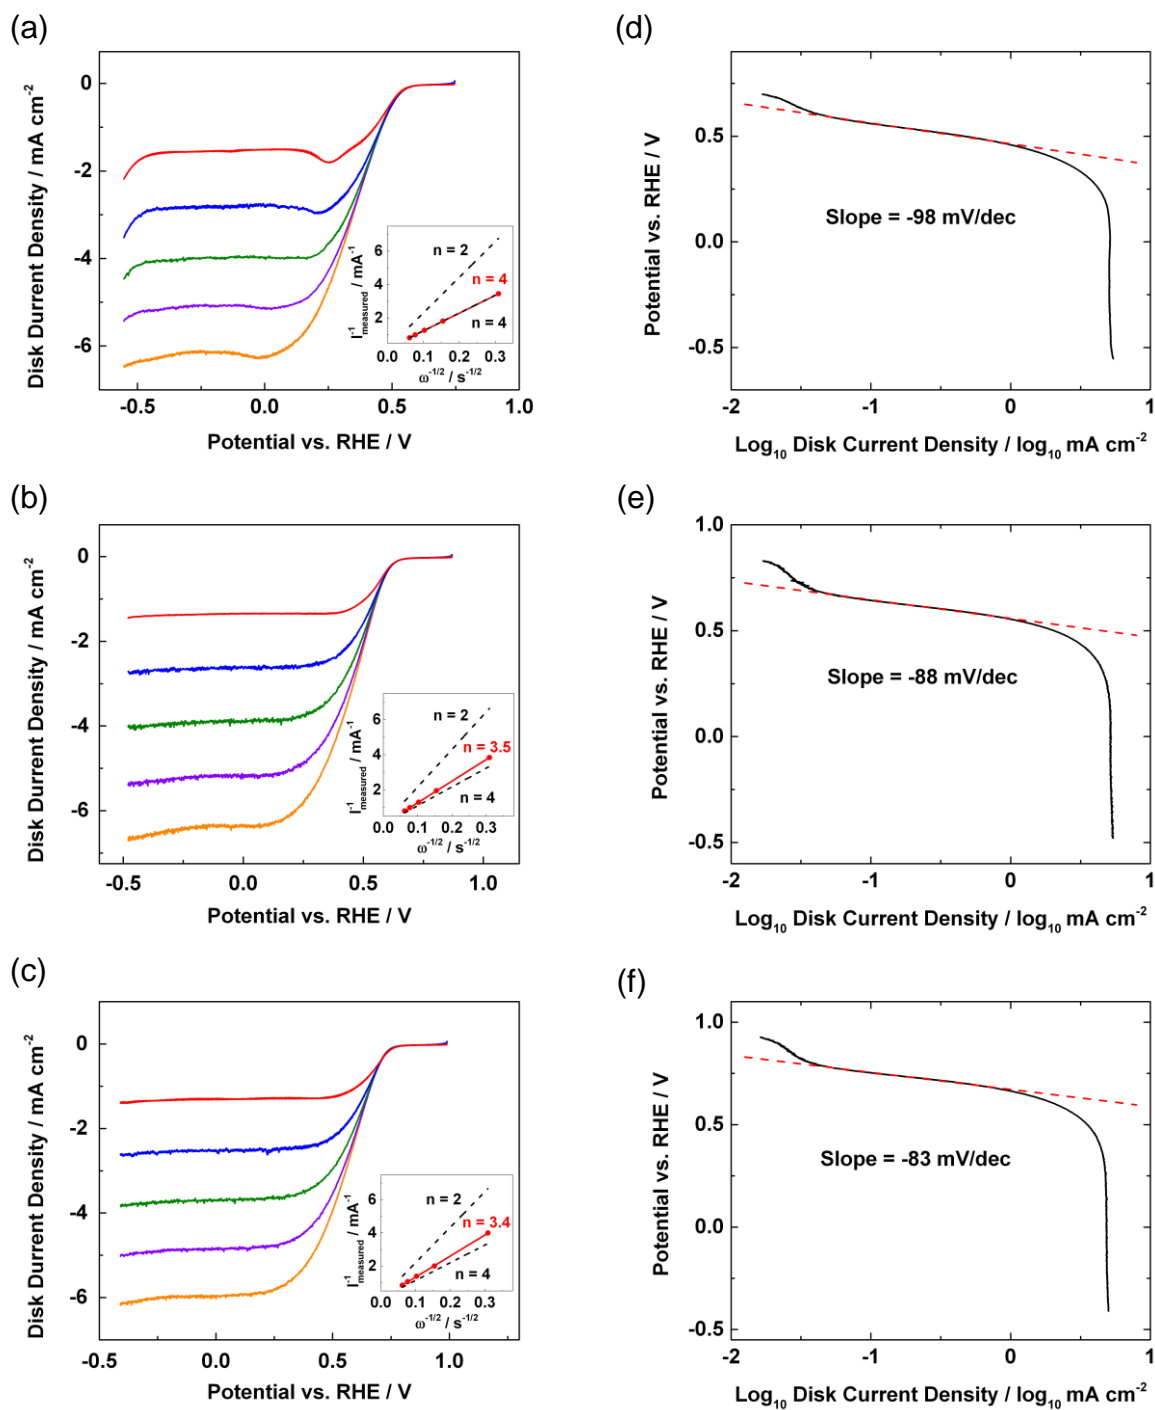 (a)
Disk Durrent Density / mA cm-2
0
-2
-4
-6
-0.5 0.0 0.5 1.0
Potential vs. RHE / V
I-1measured / mA-1
6
4
2
n = 2
n = 4
n = 4
0.0 0.1 0.2 0.3
ω-1/2 / s-1/2
(d)
Potential vs. RHE / V
0.5
0.0
-0.5
Slope = -98 mV/dec
-2 -1 0 1
Log10 Disk Current Density / log10 mA cm-2
(b)
Disk Durrent Density / mA cm-2
0
-2
-4
-6
-0.5 0.0 0.5 1.0
Potential vs. RHE / V
I-1measured / mA-1
6
4
2
n = 2
n = 3.5
n = 4
0.0 0.1 0.2 0.3
ω-1/2 / s-1/2
(e)
Potential vs. RHE / V
1.0
0.5
0.0
-0.5
Slope = -88 mV/dec
-2 -1 0 1
Log10 Disk Current Density / log10 mA cm-2
(c)
Disk Durrent Density / mA cm-2
0
-2
-4
-6
-0.5 0.0 0.5 1.0
Potential vs. RHE / V
I-1measured / mA-1
6
4
2
n = 2
n = 3.4
n = 4
0.0 0.1 0.2 0.3
ω-1/2 / s-1/2
(f)
Potential vs. RHE / V
1.0
0.5
0.0
-0.5
Slope = -83 mV/dec
-2 -1 0 1
Log10 Disk Current Density / log10 mA cm-2